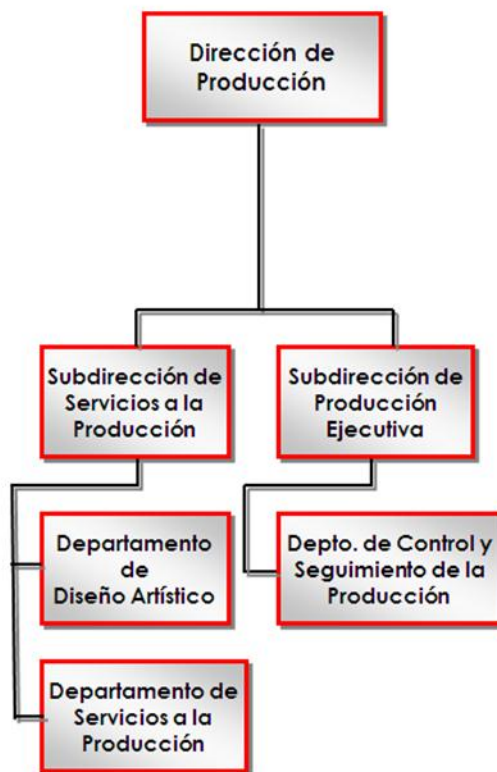 Dirección de
Producción
Subdirección de
Servicios a la
Producción
Subdirección de
Producción
Ejecutiva
Departamento
de
Diseño Artístico
Depto. de Control y
Seguimiento de la
Producción
Departamento de
Servicios a la
Producción